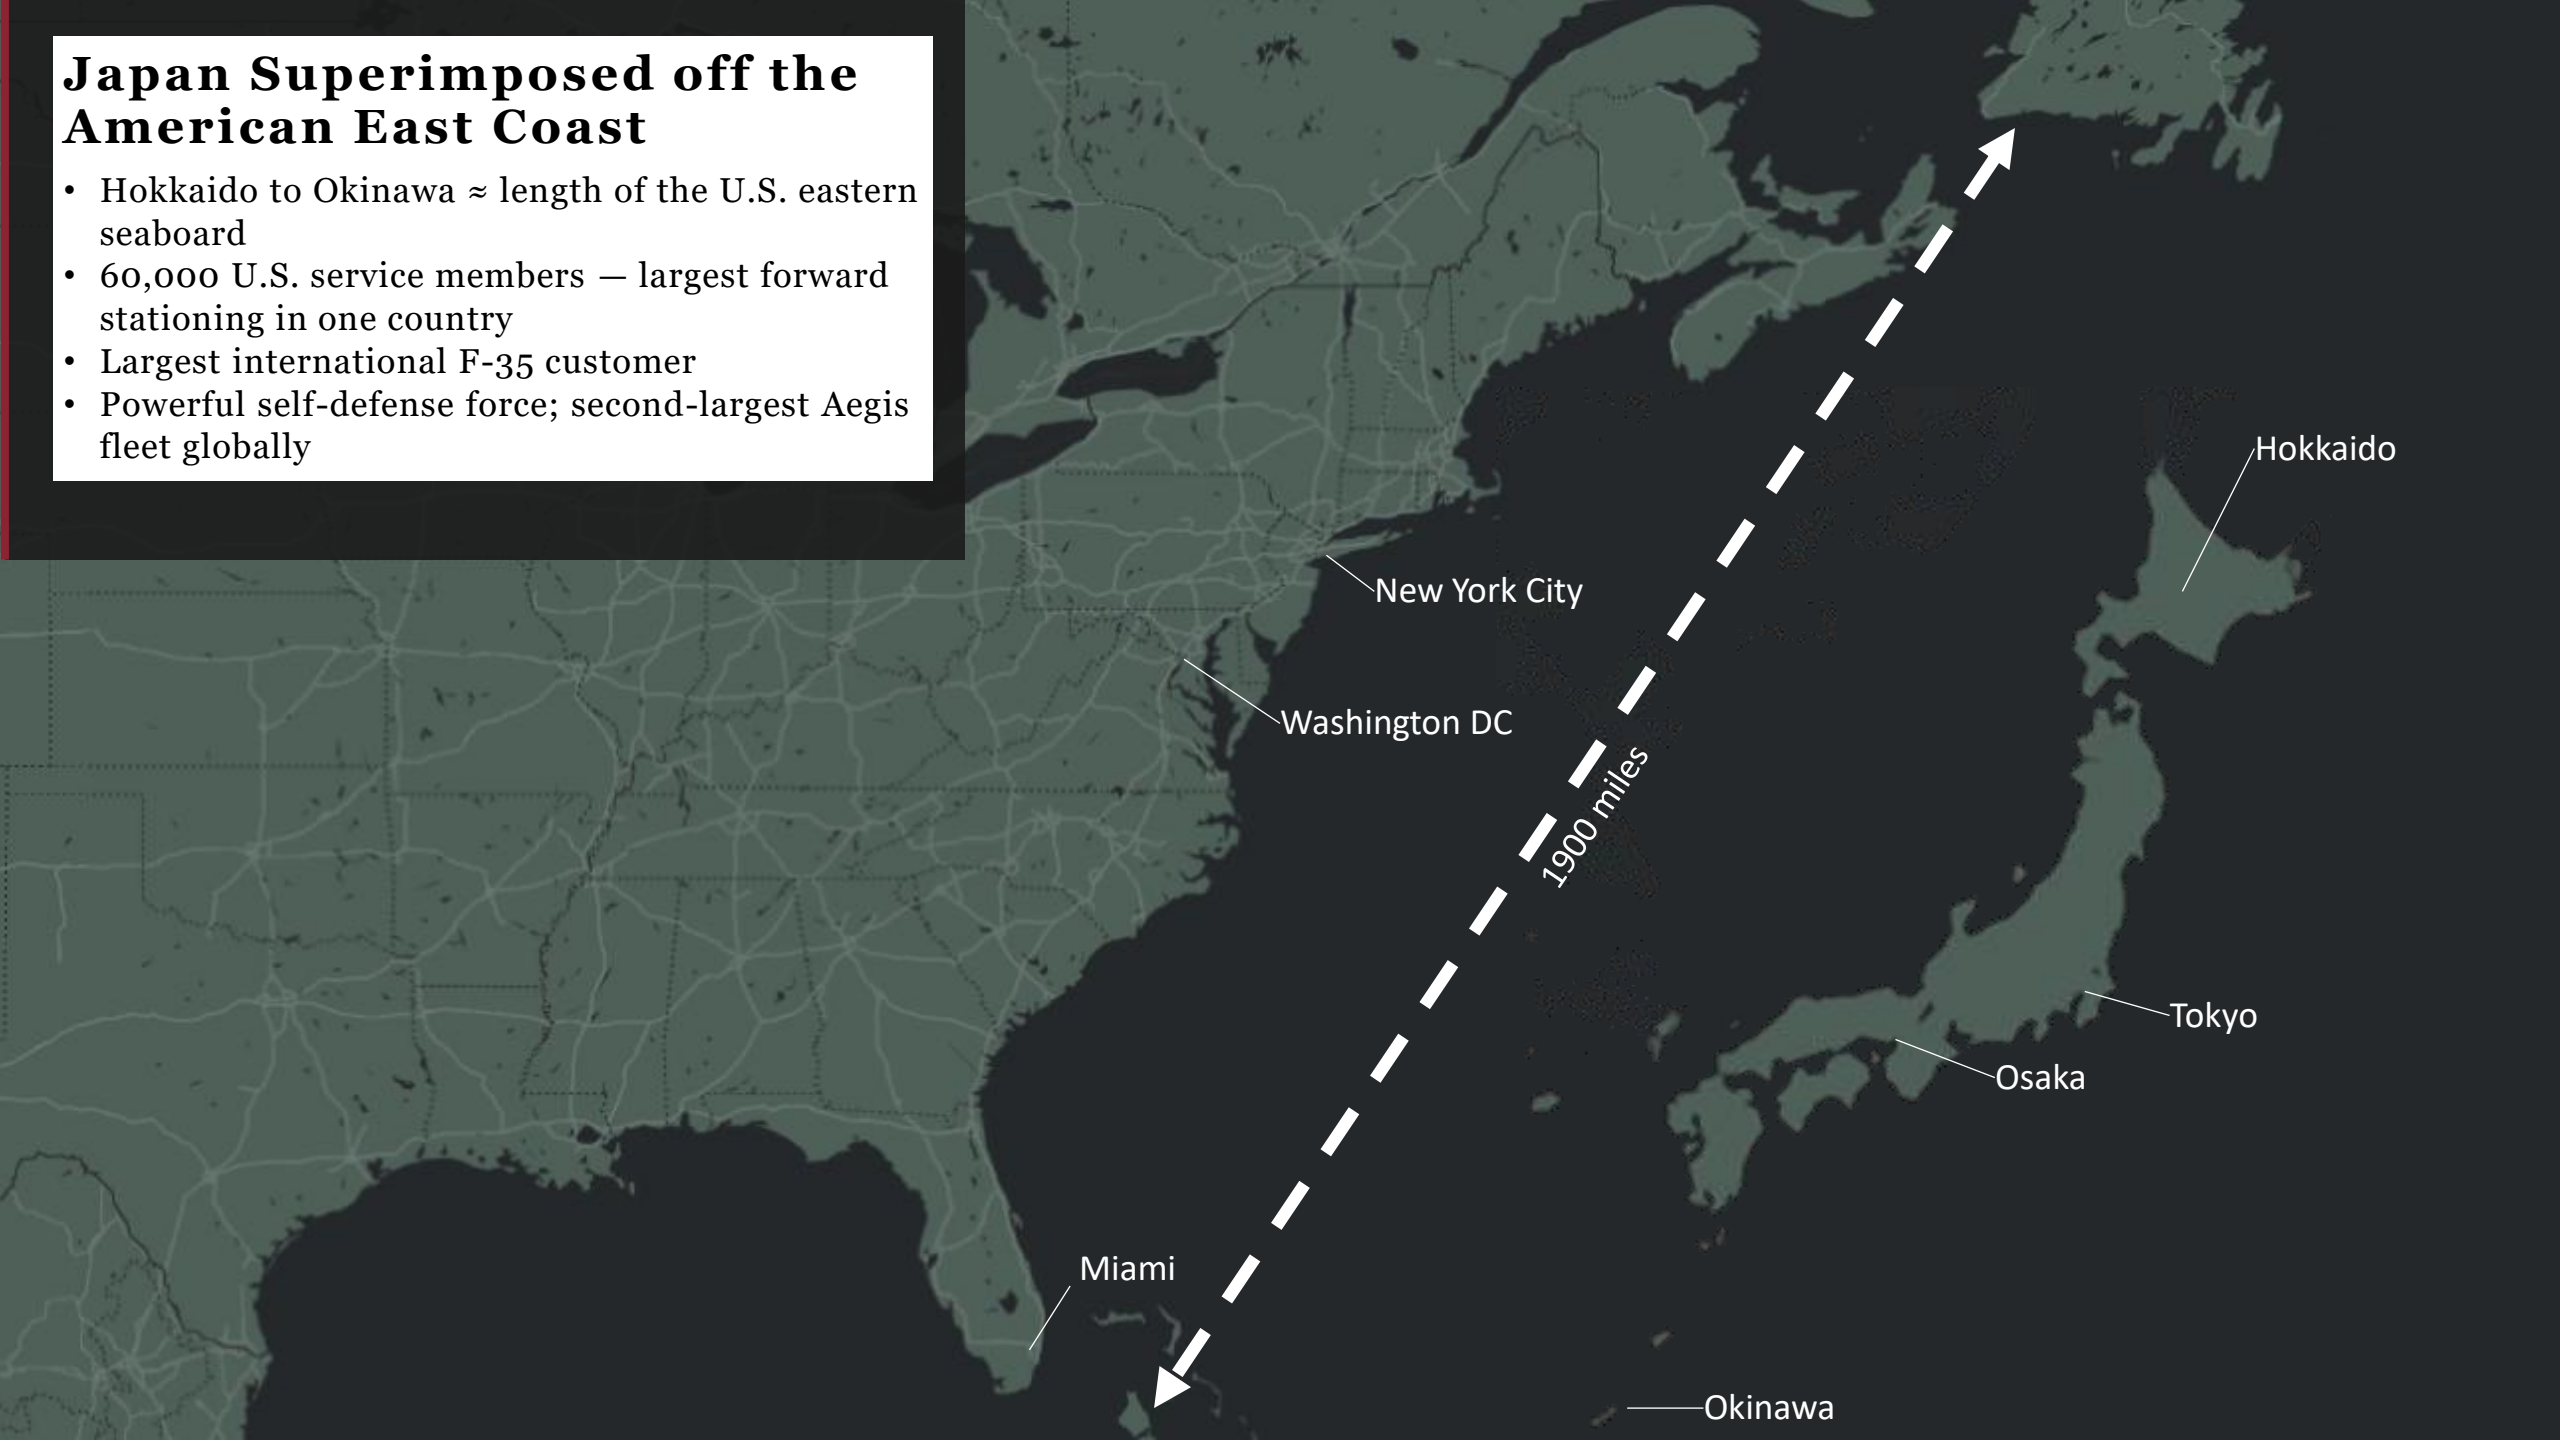 Japan Superimposed off the
American East Coast
• Hokkaido to Okinawa ≈ length of the U.S. eastern
seaboard
• 60,000 U.S. service members — largest forward
stationing in one country
• Largest international F-35 customer
• Powerful self-defense force; second-largest Aegis
fleet globally
Hokkaido
New York City
Washington DC
1900 miles
Tokyo
Osaka
Miami
Okinawa